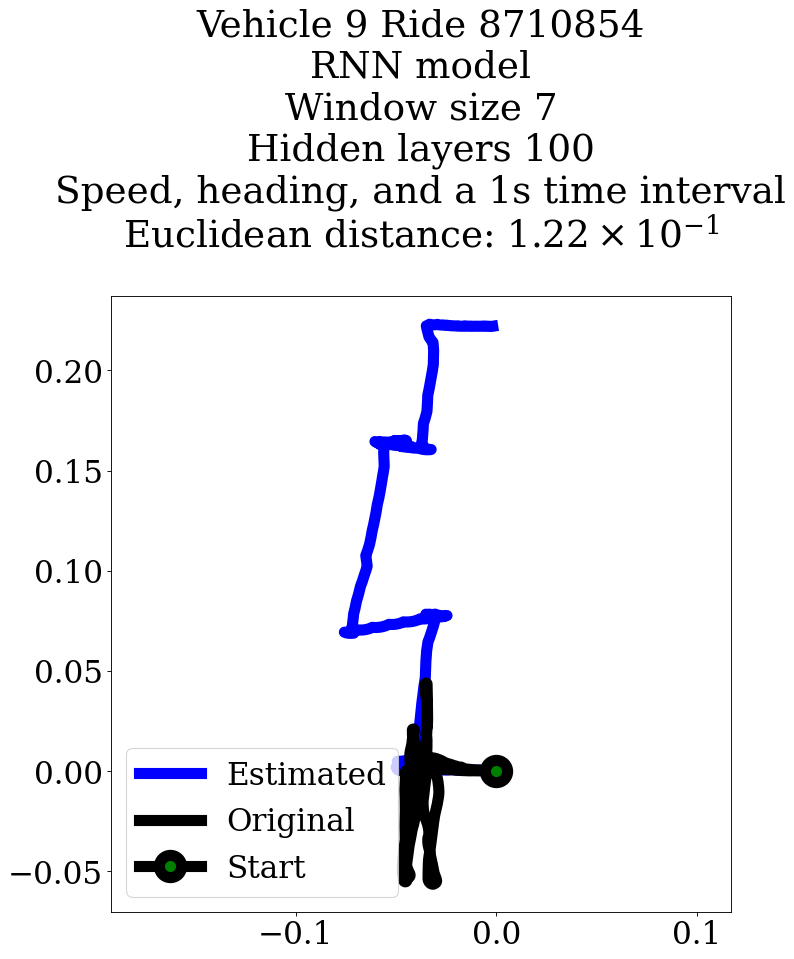 Vehicle 9 Ride 8710854
RNN model
Window size 7
Hidden layers 100
Speed, heading, and a 1s time interval
Euclidean distance: 1.22 × 10⁻¹
0.20
0.15
0.10
0.05
0.00
−0.05
Estimated
Original
Start
−0.1
0.0
0.1